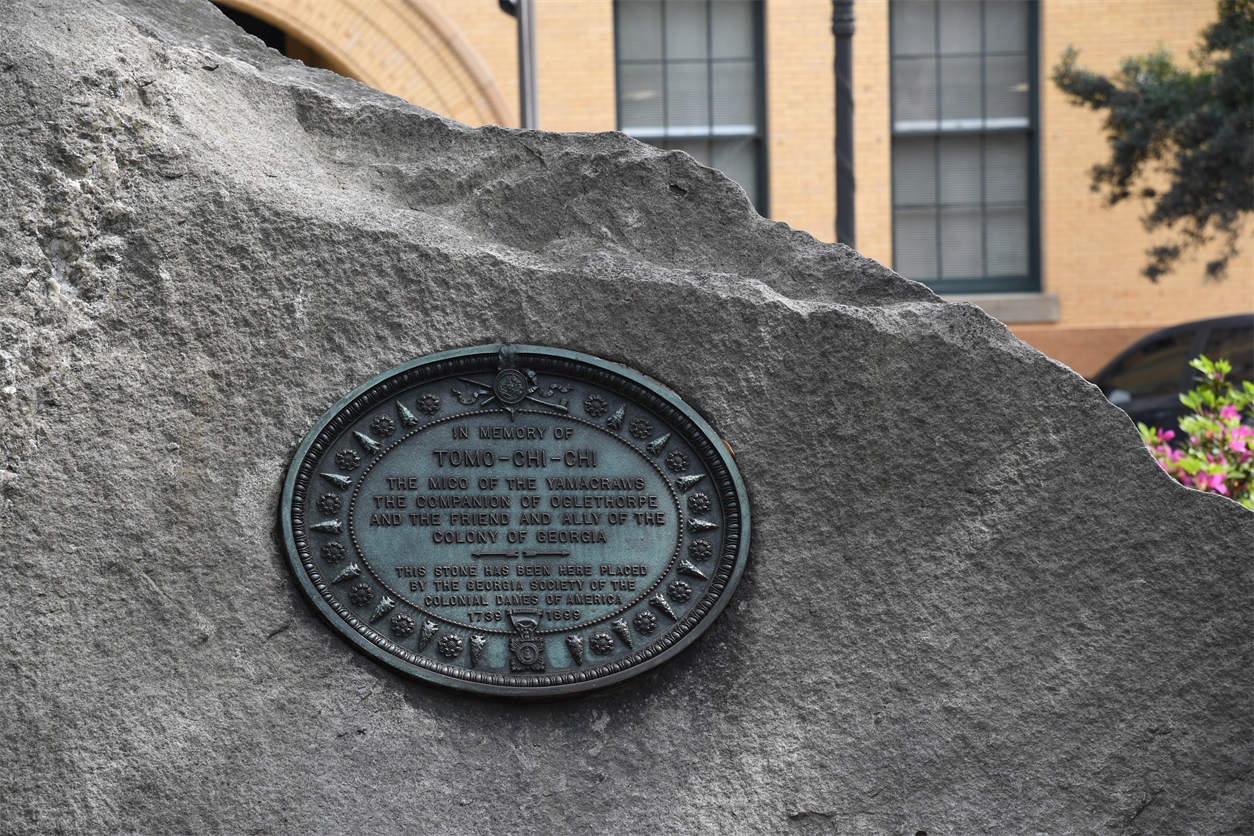 IN MEMORY OF
TOMO-CHI-CHI
THE MICO OF THE YAMACRAWS
THE COMPANION OF OGLETHORPE
AND THE FRIEND AND ALLY OF THE
COLONY OF GEORGIA
THIS STONE HAS BEEN HERE PLACED
BY THE GEORGIA SOCIETY OF THE
COLONIAL DAMES OF AMERICA
1739 1899